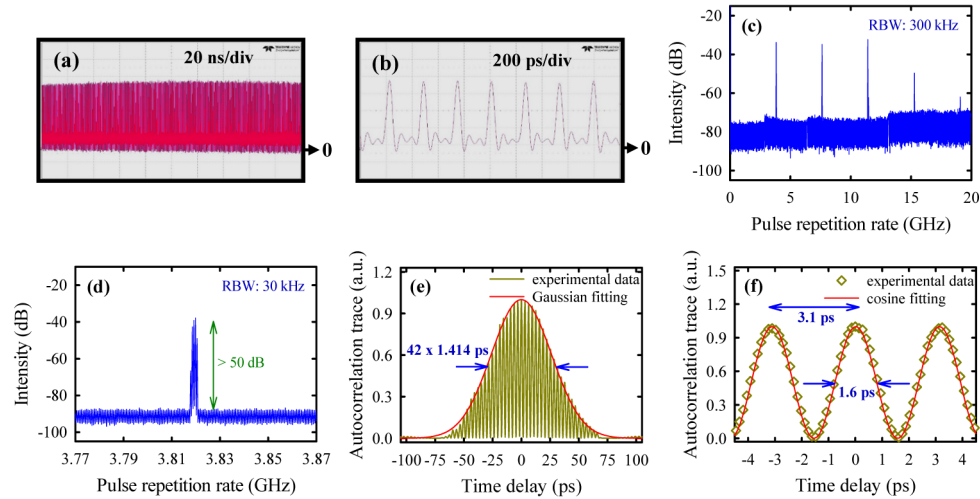 (a)
20 ns/div
0
(b)
200 ps/div
0
(c)
RBW: 300 kHz
Intensity (dB)
-20
-40
-60
-80
-100
0
5
10
15
20
Pulse repetition rate (GHz)
(d)
RBW: 30 kHz
> 50 dB
Intensity (dB)
-20
-40
-60
-80
-100
3.77
3.79
3.81
3.83
3.85
3.87
Pulse repetition rate (GHz)
(e)
experimental data
Gaussian fitting
42 x 1.414 ps
Autocorrelation trace (a.u.)
1.2
0.9
0.6
0.3
0.0
-100
-75
-50
-25
0
25
50
75
100
Time delay (ps)
(f)
experimental data
cosine fitting
3.1 ps
1.6 ps
Autocorrelation trace (a.u.)
1.5
1.2
0.9
0.6
0.3
0.0
-4
-3
-2
-1
0
1
2
3
4
Time delay (ps)